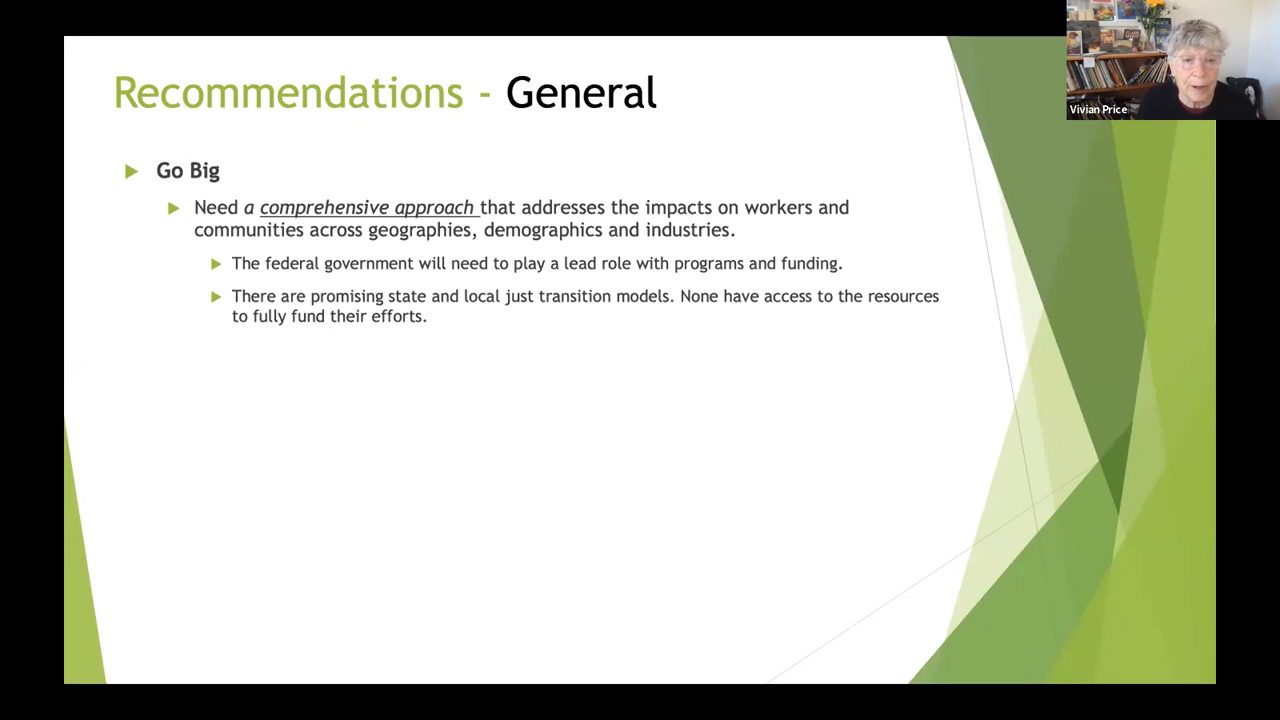 Recommendations - General
Vivian Price
Go Big
Need a comprehensive approach that addresses the impacts on workers and
communities across geographies, demographics and industries.
The federal government will need to play a lead role with programs and funding.
There are promising state and local just transition models. None have access to the resources
to fully fund their efforts.